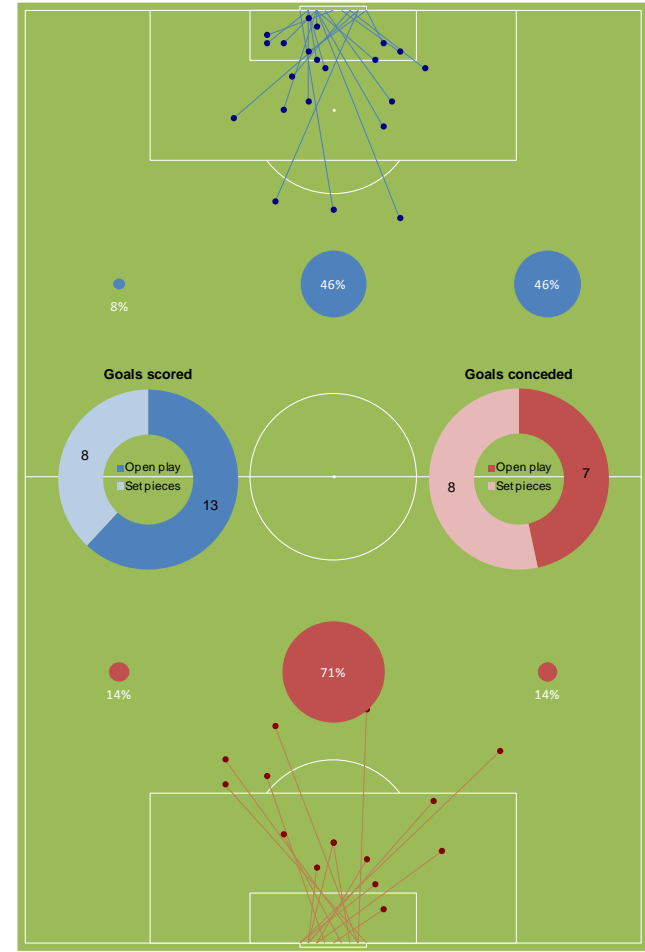 46%
46%
8%
Goals scored
Goals conceded
8
Open play
Set pieces
13
8
Open play
Set pieces
7
71%
14%
14%